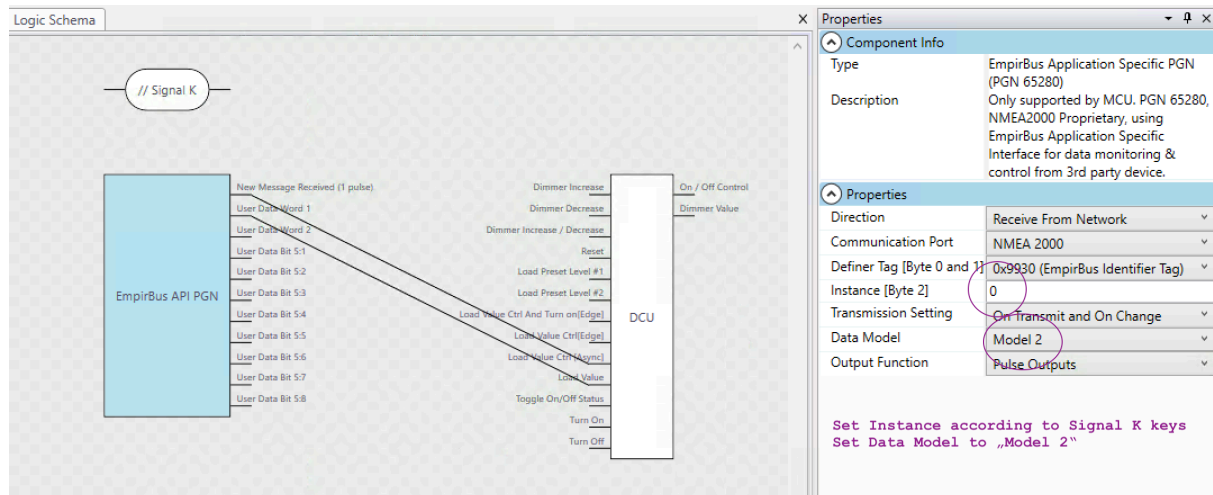 Logic Schema
// Signal K
EmpirBus API PGN
New Message Received (1 pulse)
User Data Word 1
User Data Word 2
User Data Bit 5:1
User Data Bit 5:2
User Data Bit 5:3
User Data Bit 5:4
User Data Bit 5:5
User Data Bit 5:6
User Data Bit 5:7
User Data Bit 5:8
Dimmer Increase
Dimmer Decrease
Dimmer Increase / Decrease
Reset
Load Preset Level #1
Load Preset Level #2
Load Value Ctrl And Turn on[Edge]
Load Value Ctrl[Edge]
Load Value Ctrl [Async]
Load Value
Toggle On/Off Status
Turn On
Turn Off
DCU
On / Off Control
Dimmer Value
Properties
Component Info
Type EmpirBus Application Specific PGN
(PGN 65280)
Description Only supported by MCU. PGN 65280,
NMEA2000 Proprietary, using
EmpirBus Application Specific
Interface for data monitoring &
control from 3rd party device.
Properties
Direction Receive From Network
Communication Port NMEA 2000
Definer Tag [Byte 0 and 1] 0x9930 (EmpirBus Identifier Tag)
Instance [Byte 2] 0
Transmission Setting On Transmit and On Change
Data Model Model 2
Output Function Pulse Outputs
Set Instance according to Signal K keys
Set Data Model to „Model 2“